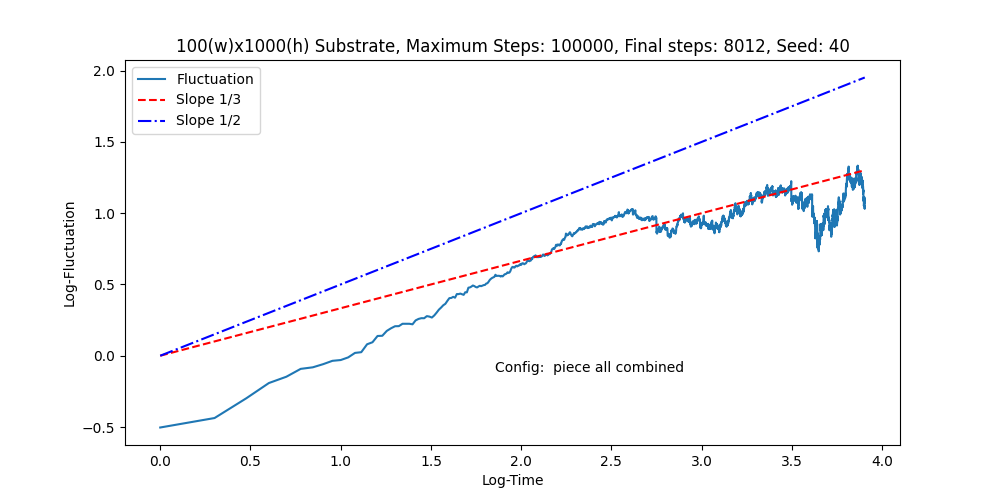 100(w)x1000(h) Substrate, Maximum Steps: 100000, Final steps: 8012, Seed: 40
2.0
1.5
1.0
0.5
0.0
−0.5
Log-Fluctuation
Fluctuation
Slope 1/3
Slope 1/2
Config:  piece all combined
0.0 0.5 1.0 1.5 2.0 2.5 3.0 3.5 4.0
Log-Time